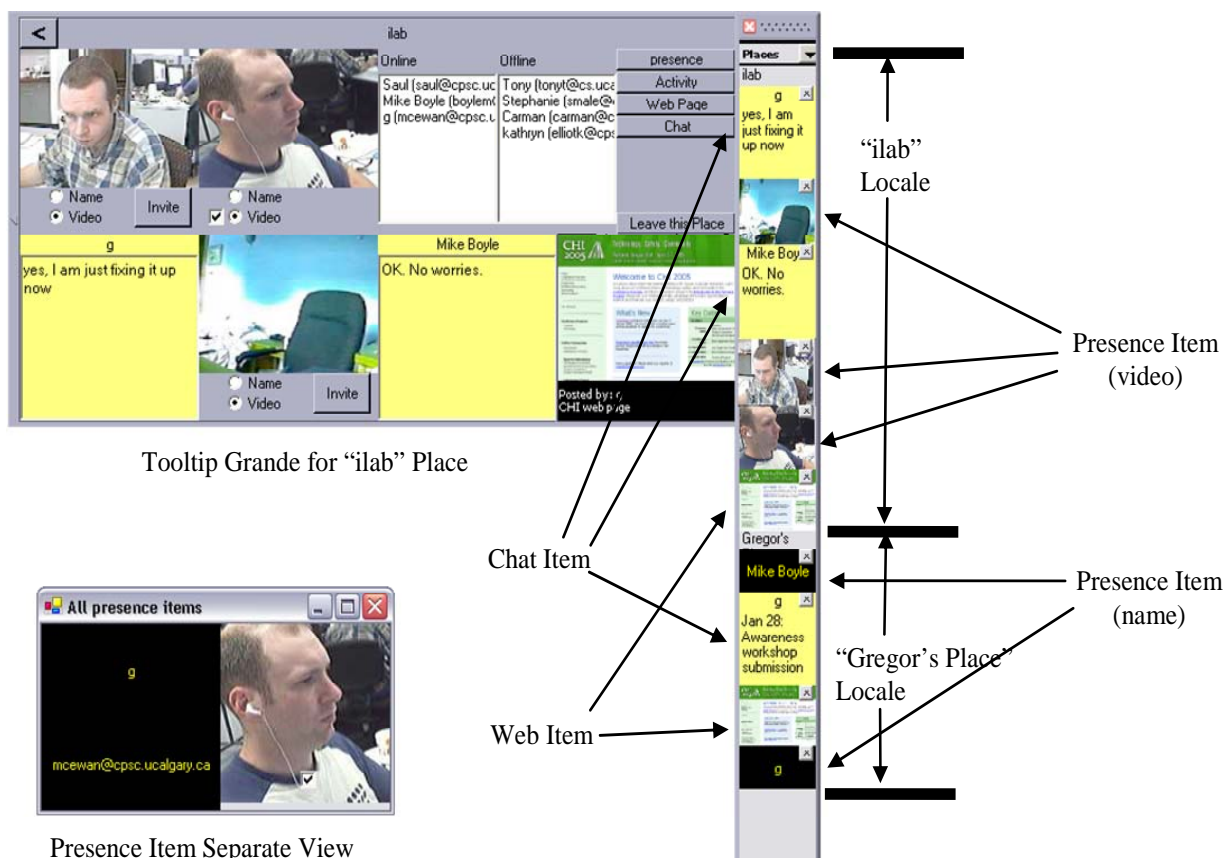 <
ilab
Online
Offline
presence
Activity
Web Page
Chat
Leave this Place
Saul (saul@cpsc.uc
Mike Boyle (boylem
g (mcewan@cpsc.u
Tony (tonyt@cs.uca
Stephanie (smale@
Carman (carman@c
kathryn (elliotk@cps
Name
Video
Invite
Name
Video
g
yes, I am just fixing it up
now
Name
Video
Invite
Mike Boyle
OK. No worries.
CHI
2005
Welcome to CHI 2005
What's New
Posted by:
CHI web page
Tooltip Grande for “ilab” Place
All presence items
g
mcewan@cpsc.ucalgary.ca
Presence Item Separate View
Chat Item
Web Item
Places
ilab
g
yes, I am
just fixing it
up now
Mike Boy
OK. No
worries.
Gregor's
Mike Boyle
g
Jan 28:
Awareness
workshop
submission
g
“ilab”
Locale
“Gregor’s Place”
Locale
Presence Item
(video)
Presence Item
(name)